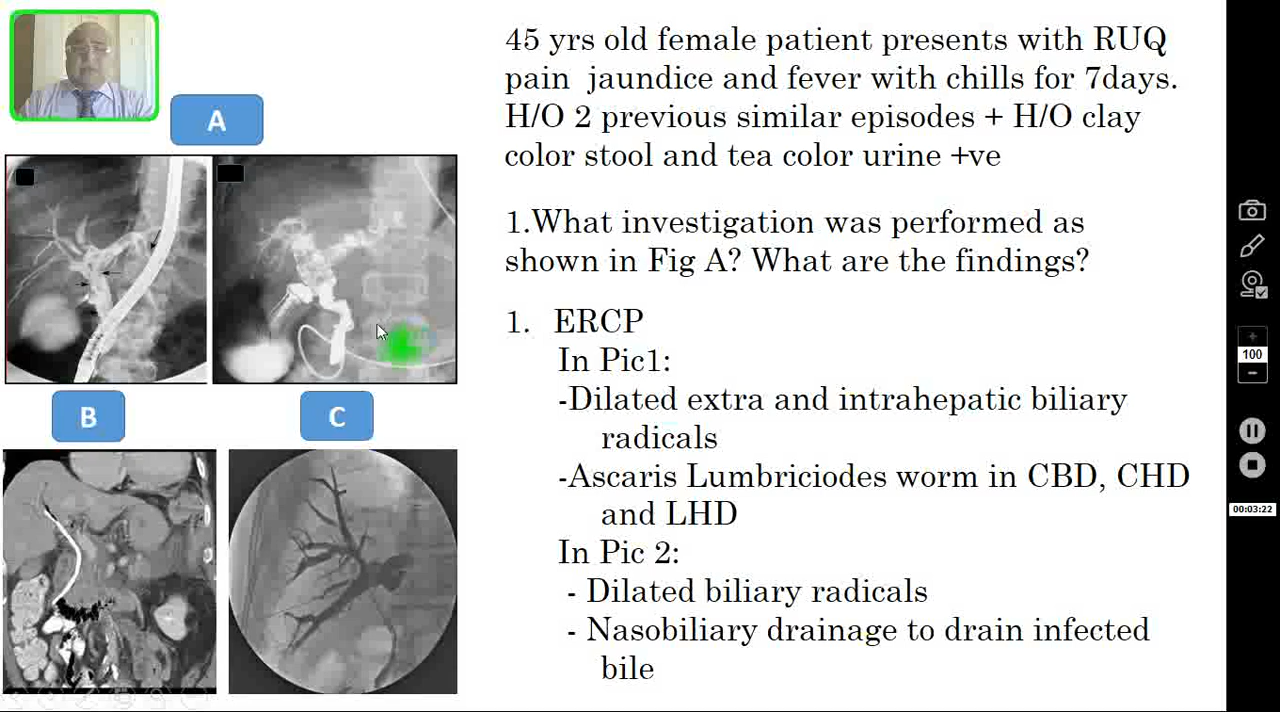 45 yrs old female patient presents with RUQ
pain jaundice and fever with chills for 7days.
H/O 2 previous similar episodes + H/O clay
color stool and tea color urine +ve
1.What investigation was performed as
shown in Fig A? What are the findings?
1. ERCP
In Pic1:
-Dilated extra and intrahepatic biliary
radicals
-Ascaris Lumbriciodes worm in CBD, CHD
and LHD
In Pic 2:
- Dilated biliary radicals
- Nasobiliary drainage to drain infected
bile
A
B
C
+
100
-
00:03:22